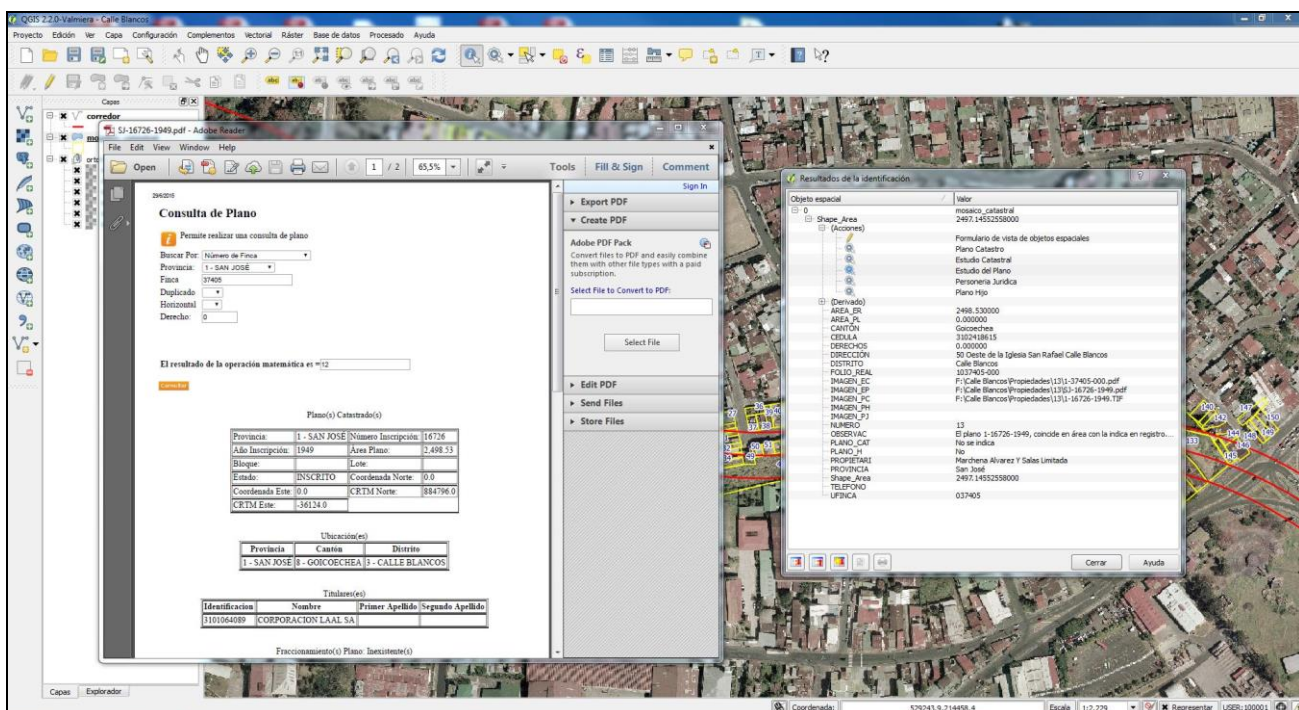 QGIS 2.2.0-Valmiera - Calle Blancos
Proyecto Edición Ver Capa Configuración Complementos Vectorial Ráster Base de datos Procesado Ayuda
Capas
corredor
SJ-16726-1949.pdf - Adobe Reader
File Edit View Window Help
Open 1 / 2 65,5% Tools Fill & Sign Comment
Sign In
29/6/2015
Consulta de Plano
Permite realizar una consulta de plano
Buscar Por: Número de Finca
Provincia: 1 - SAN JOSÉ
Finca 37405
Duplicado
Horizontal
Derecho: 0
El resultado de la operación matemática es = 12
Consultar
Plano(s) Catastrado(s)
Provincia: 1 - SAN JOSÉ Número Inscripción: 16726
Año Inscripción: 1949 Área Plano: 2,498.53
Bloque: Lote:
Estado: INSCRITO Coordenada Norte: 0.0
Coordenada Este: 0.0 CRTM Norte: 884796.0
CRTM Este: -36124.0
Ubicación(es)
Provincia Cantón Distrito
1 - SAN JOSÉ 8 - GOICOECHEA 3 - CALLE BLANCOS
Titulares(es)
Identificacion Nombre Primer Apellido Segundo Apellido
3101064089 CORPORACION LAAL SA
Fraccionamiento(s) Plano: Inexistente(s)
Export PDF
Create PDF
Adobe PDF Pack
Convert files to PDF and easily combine
them with other file types with a paid
subscription.
Select File to Convert to PDF:
Select File
Edit PDF
Send Files
Store Files
Resultados de la identificación
Objeto espacial Valor
0 mosaico_catastral
Shape_Area 2497.14552558000
(Acciones)
Formulario de vista de objetos espaciales
Plano Catastro
Estudio Catastral
Estudio del Plano
Personeria Juridica
Plano Hijo
(Derivado)
AREA_ER 2498.530000
AREA_PL 0.000000
CANTÓN Goicoechea
CEDULA 3102418615
DERECHOS 0.000000
DIRECCIÓN 50 Oeste de la Iglesia San Rafael Calle Blancos
DISTRITO Calle Blancos
FOLIO_REAL 1037405-000
IMAGEN_EC F:\Calle Blancos\Propiedades\13\1-37405-000.pdf
IMAGEN_EP F:\Calle Blancos\Propiedades\13\SJ-16726-1949.pdf
IMAGEN_PC F:\Calle Blancos\Propiedades\13\1-16726-1949.TIF
IMAGEN_PH
IMAGEN_PJ
NUMERO 13
OBSERVAC El plano 1-16726-1949, coincide en área con la indica en registro....
PLANO_CAT No se indica
PLANO_H No
PROPIETARI Marchena Alvarez Y Salas Limitada
PROVINCIA San José
Shape_Area 2497.14552558000
TELEFONO
UFINCA 037405
Cerrar Ayuda
140 147 150
142
144 148 149
133 146
145
Capas Explorador
Coordenada: 529243.9,214458.4 Escala 1:2.229 Representar USER:100001